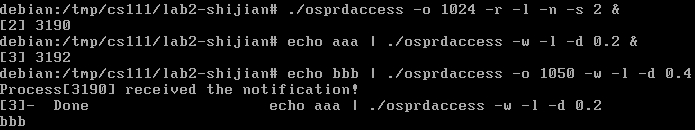 debian:/tmp/cs111/lab2-shijian# ./osprdaccess -o 1024 -r -l -n -s 2 &
[2] 3190
debian:/tmp/cs111/lab2-shijian# echo aaa | ./osprdaccess -w -l -d 0.2 &
[3] 3192
debian:/tmp/cs111/lab2-shijian# echo bbb | ./osprdaccess -o 1050 -w -l -d 0.4
Process[3190] received the notification!
[3]-  Done                    echo aaa | ./osprdaccess -w -l -d 0.2
bbb